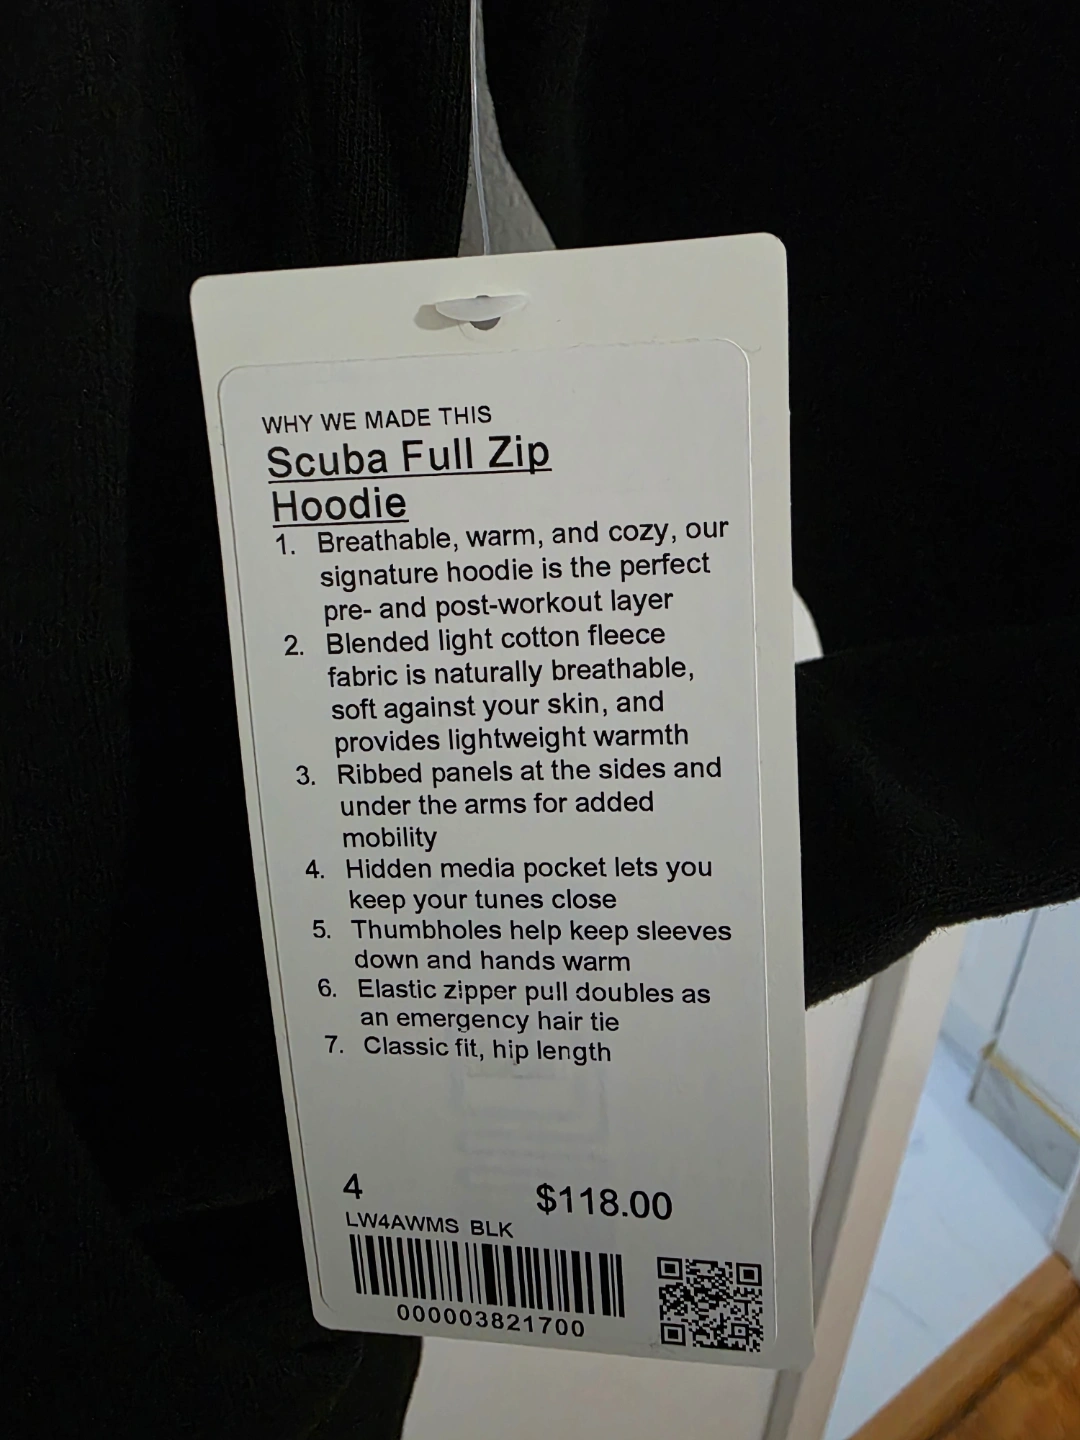 WHY WE MADE THIS
Scuba Full Zip
Hoodie
1. Breathable, warm, and cozy, our
signature hoodie is the perfect
pre- and post-workout layer
2. Blended light cotton fleece
fabric is naturally breathable,
soft against your skin, and
provides lightweight warmth
3. Ribbed panels at the sides and
under the arms for added
mobility
4. Hidden media pocket lets you
keep your tunes close
5. Thumbholes help keep sleeves
down and hands warm
6. Elastic zipper pull doubles as
an emergency hair tie
7. Classic fit, hip length
4 $118.00
LW4AWMS BLK
000003821700